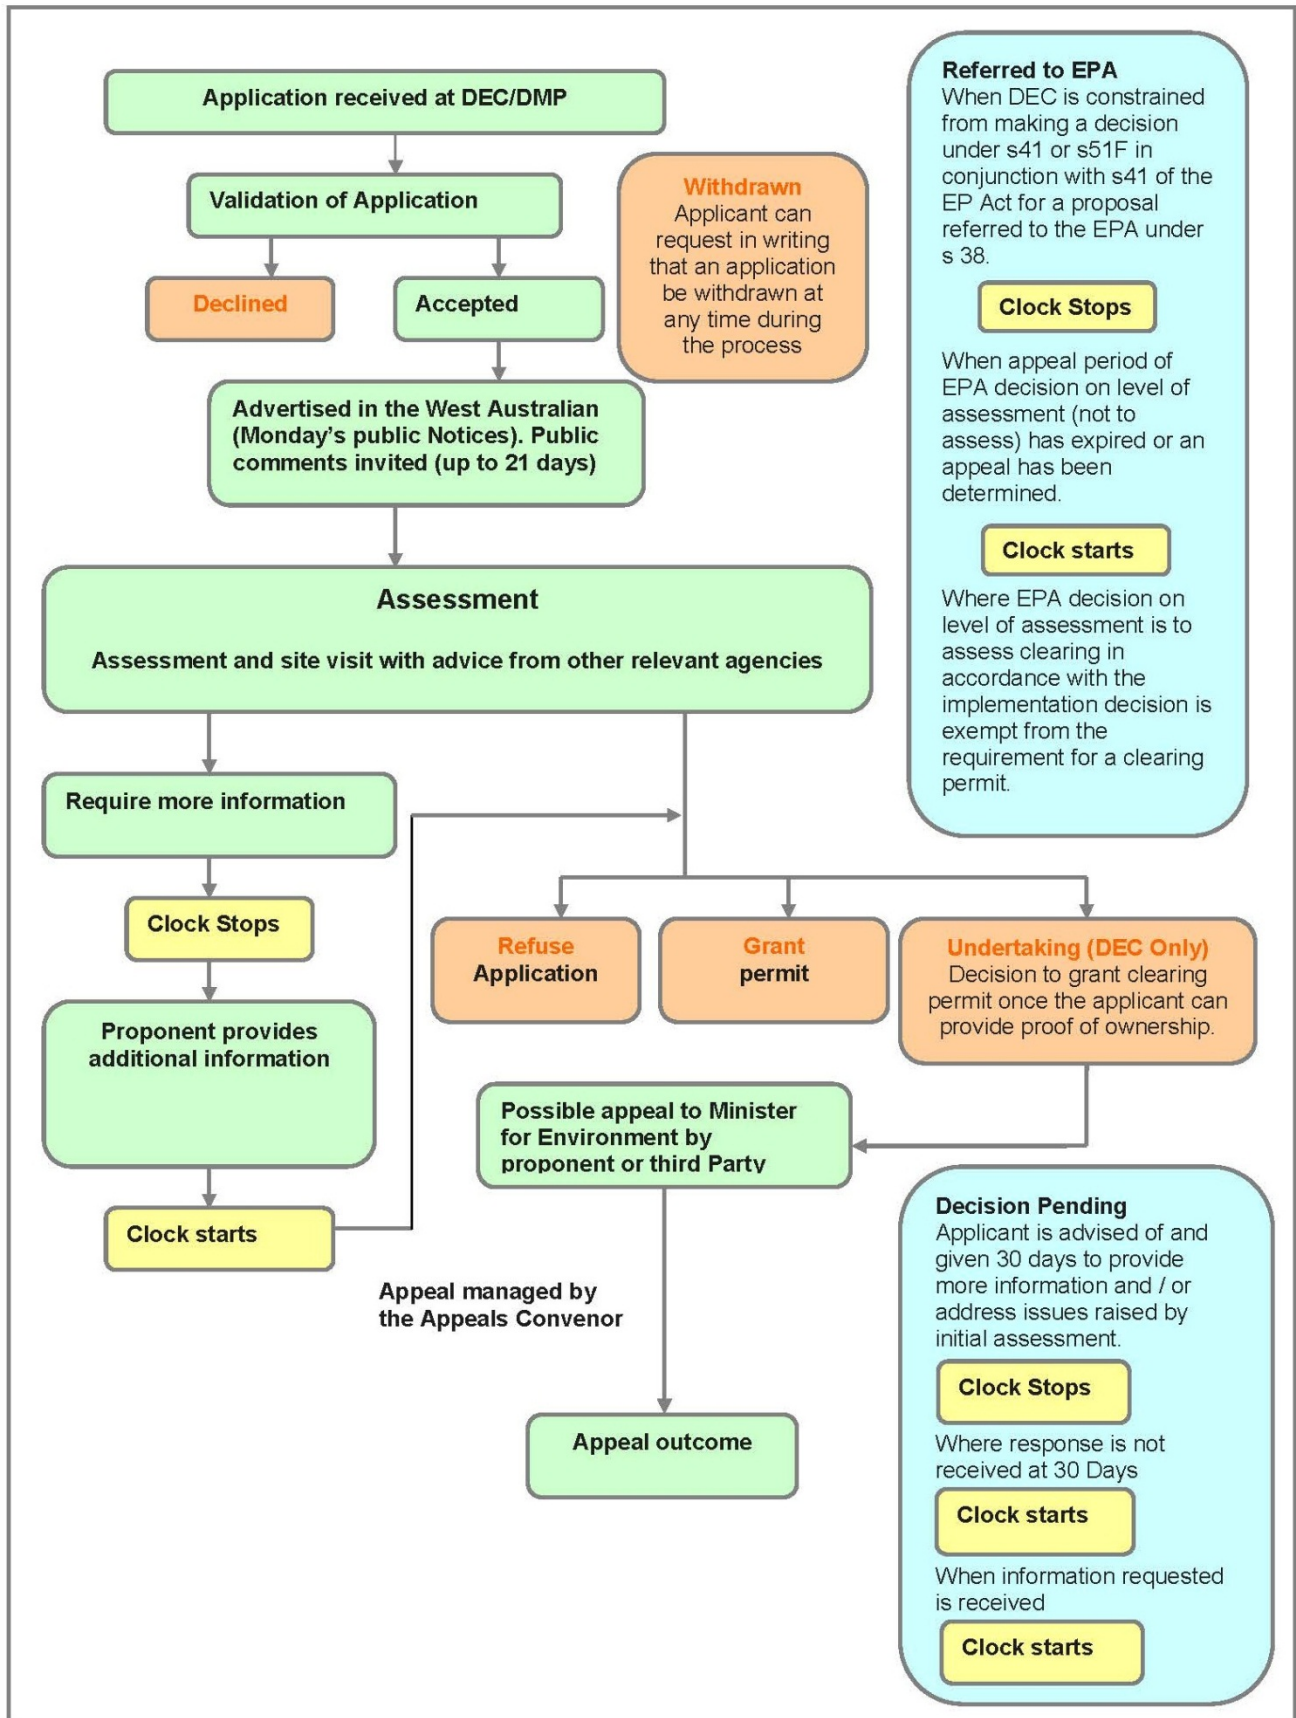 Application received at DEC/DMP
Validation of Application
Declined
Accepted
Withdrawn
Applicant can
request in writing
that an application
be withdrawn at
any time during
the process
Advertised in the West Australian
(Monday's public Notices). Public
comments invited (up to 21 days)
Assessment
Assessment and site visit with advice from other relevant agencies
Require more information
Clock Stops
Proponent provides
additional information
Clock starts
Refuse
Application
Grant
permit
Undertaking (DEC Only)
Decision to grant clearing
permit once the applicant can
provide proof of ownership.
Possible appeal to Minister
for Environment by
proponent or third Party
Appeal managed by
the Appeals Convenor
Appeal outcome
Referred to EPA
When DEC is constrained
from making a decision
under s41 or s51F in
conjunction with s41 of the
EP Act for a proposal
referred to the EPA under
s 38.
Clock Stops
When appeal period of
EPA decision on level of
assessment (not to
assess) has expired or an
appeal has been
determined.
Clock starts
Where EPA decision on
level of assessment is to
assess clearing in
accordance with the
implementation decision is
exempt from the
requirement for a clearing
permit.
Decision Pending
Applicant is advised of and
given 30 days to provide
more information and / or
address issues raised by
initial assessment.
Clock Stops
Where response is not
received at 30 Days
Clock starts
When information requested
is received
Clock starts